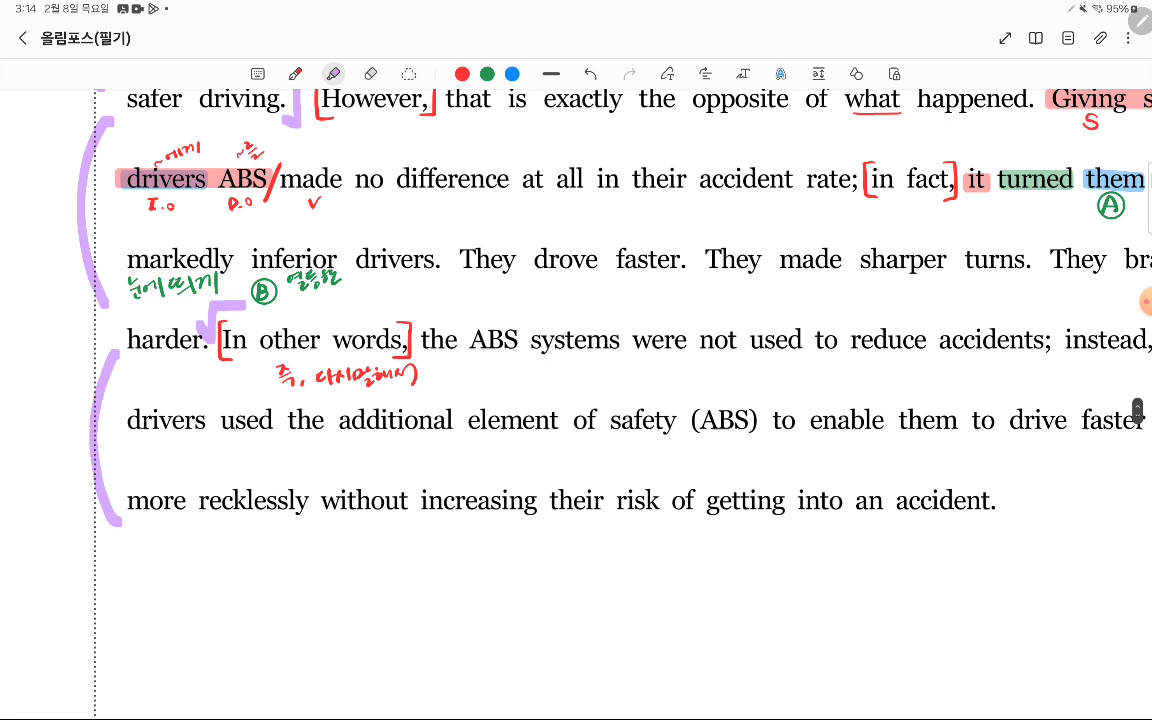 3:14 2월 8일 목요일
95%
올림포스(필기)
safer driving. [However,] that is exactly the opposite of what happened. Giving s
S
~에게 ~을
drivers ABS/made no difference at all in their accident rate; [in fact,] it turned them
I.O D.O V A
markedly inferior drivers. They drove faster. They made sharper turns. They bra
눈에 띄게 B 열등한
harder. [In other words,] the ABS systems were not used to reduce accidents; instead,
즉, 다시말해서
drivers used the additional element of safety (ABS) to enable them to drive faster
more recklessly without increasing their risk of getting into an accident.